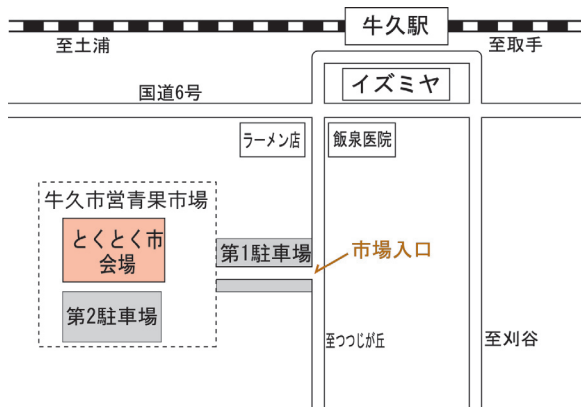 牛久駅
至土浦
至取手
イズミヤ
国道6号
ラーメン店
飯泉医院
牛久市営青果市場
とくとく市
会場
第1駐車場
市場入口
第2駐車場
至つつじが丘
至刈谷